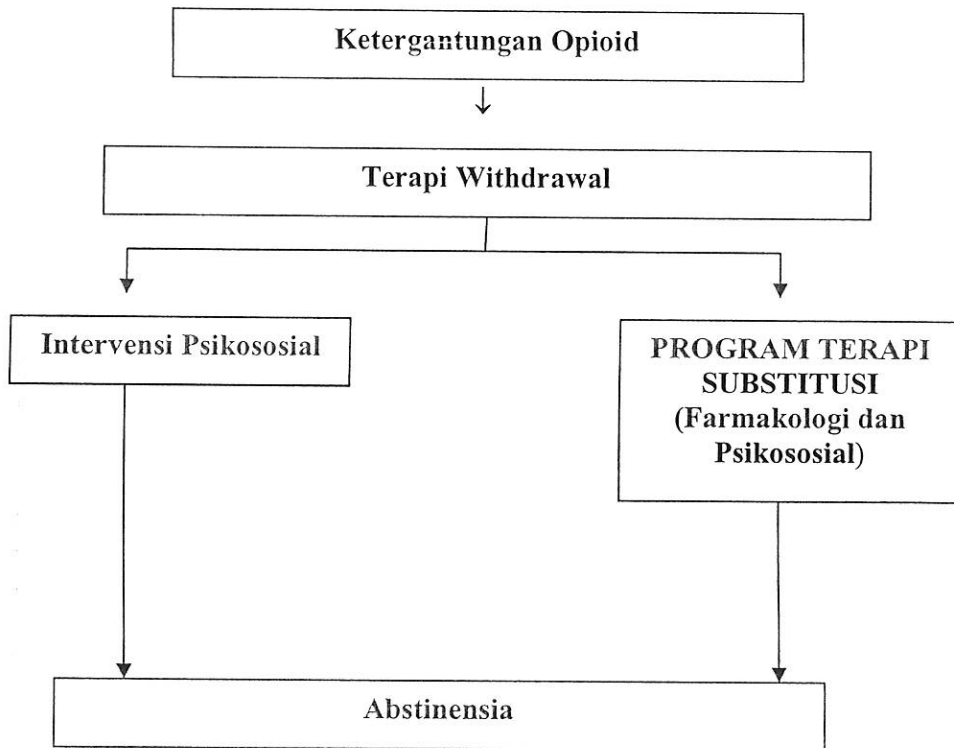 Ketergantungan Opioid
Terapi Withdrawal
Intervensi Psikososial
PROGRAM TERAPI
SUBSTITUSI
(Farmakologi dan
Psikososial)
Abstinensia